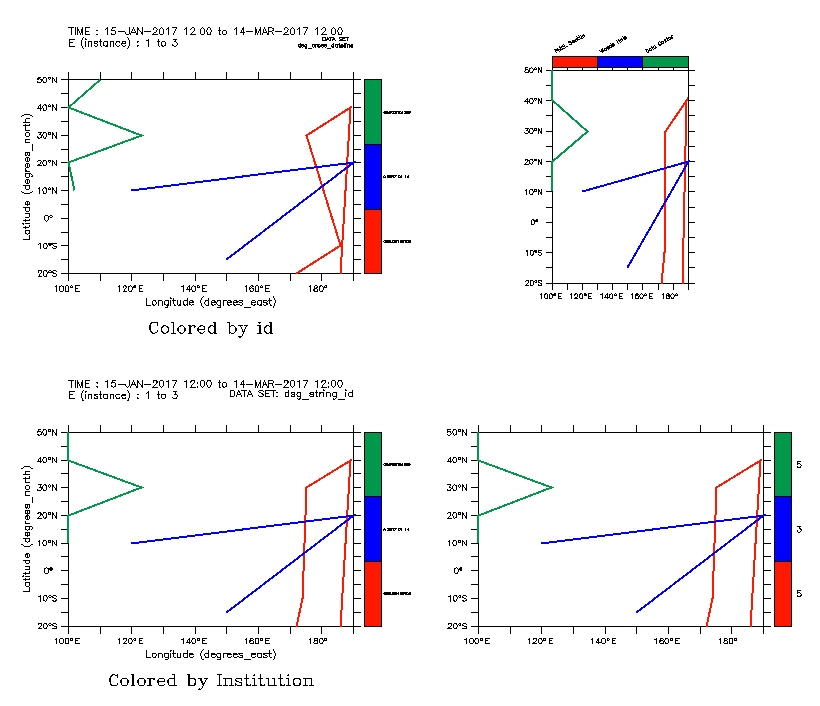 TIME : 15-JAN-2017 12:00 to 14-MAR-2017 12:00
E (instance) : 1 to 3
DATA SET
dsg_cross_dateline
50°N
40°N
30°N
20°N
10°N
0°
10°S
20°S
Latitude (degrees_north)
100°E
120°E
140°E
160°E
180°
Longitude (degrees_east)
Colored by id
50°N
40°N
30°N
20°N
10°N
0°
10°S
20°S
100°E
120°E
140°E
160°E
180°
TIME : 15-JAN-2017 12:00 to 14-MAR-2017 12:00
E (instance) : 1 to 3
DATA SET: dsg_string_id
50°N
40°N
30°N
20°N
10°N
0°
10°S
20°S
Latitude (degrees_north)
100°E
120°E
140°E
160°E
180°
Longitude (degrees_east)
Colored by Institution
50°N
40°N
30°N
20°N
10°N
0°
10°S
20°S
100°E
120°E
140°E
160°E
180°
5
3
5